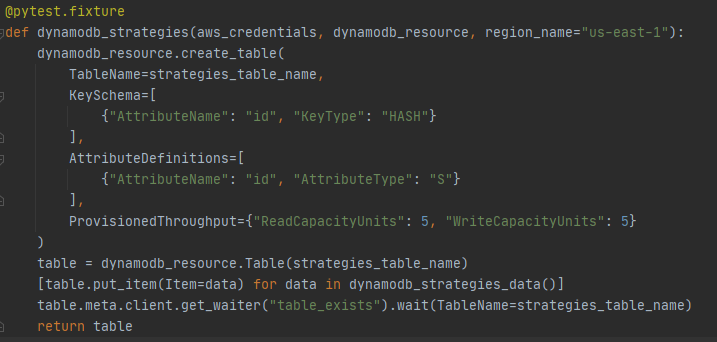 @pytest.fixture
def dynamodb_strategies(aws_credentials, dynamodb_resource, region_name="us-east-1"):
    dynamodb_resource.create_table(
        TableName=strategies_table_name,
        KeySchema=[
            {"AttributeName": "id", "KeyType": "HASH"}
        ],
        AttributeDefinitions=[
            {"AttributeName": "id", "AttributeType": "S"}
        ],
        ProvisionedThroughput={"ReadCapacityUnits": 5, "WriteCapacityUnits": 5}
    )
    table = dynamodb_resource.Table(strategies_table_name)
    [table.put_item(Item=data) for data in dynamodb_strategies_data()]
    table.meta.client.get_waiter("table_exists").wait(TableName=strategies_table_name)
    return table